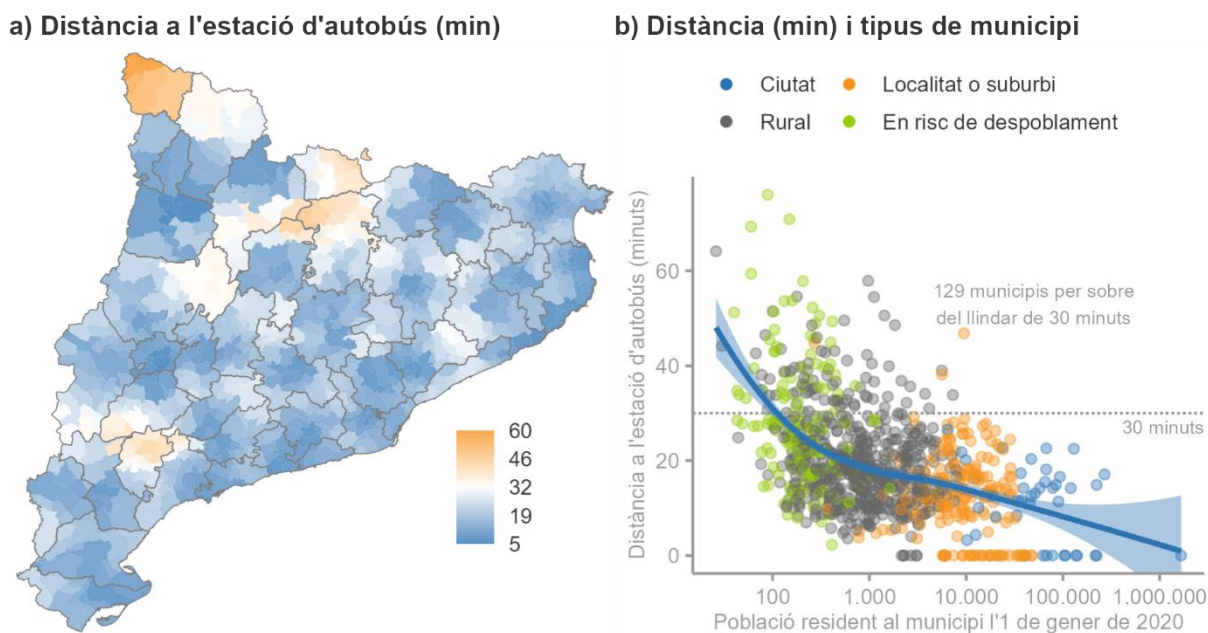 a) Distància a l'estació d'autobús (min)
60
46
32
19
5
b) Distància (min) i tipus de municipi
Ciutat
Localitat o suburbi
Rural
En risc de despoblament
Distància a l'estació d'autobús (minuts)
60
40
20
0
129 municipis per sobre
del llindar de 30 minuts
30 minuts
100
1.000
10.000
100.000
1.000.000
Població resident al municipi l'1 de gener de 2020